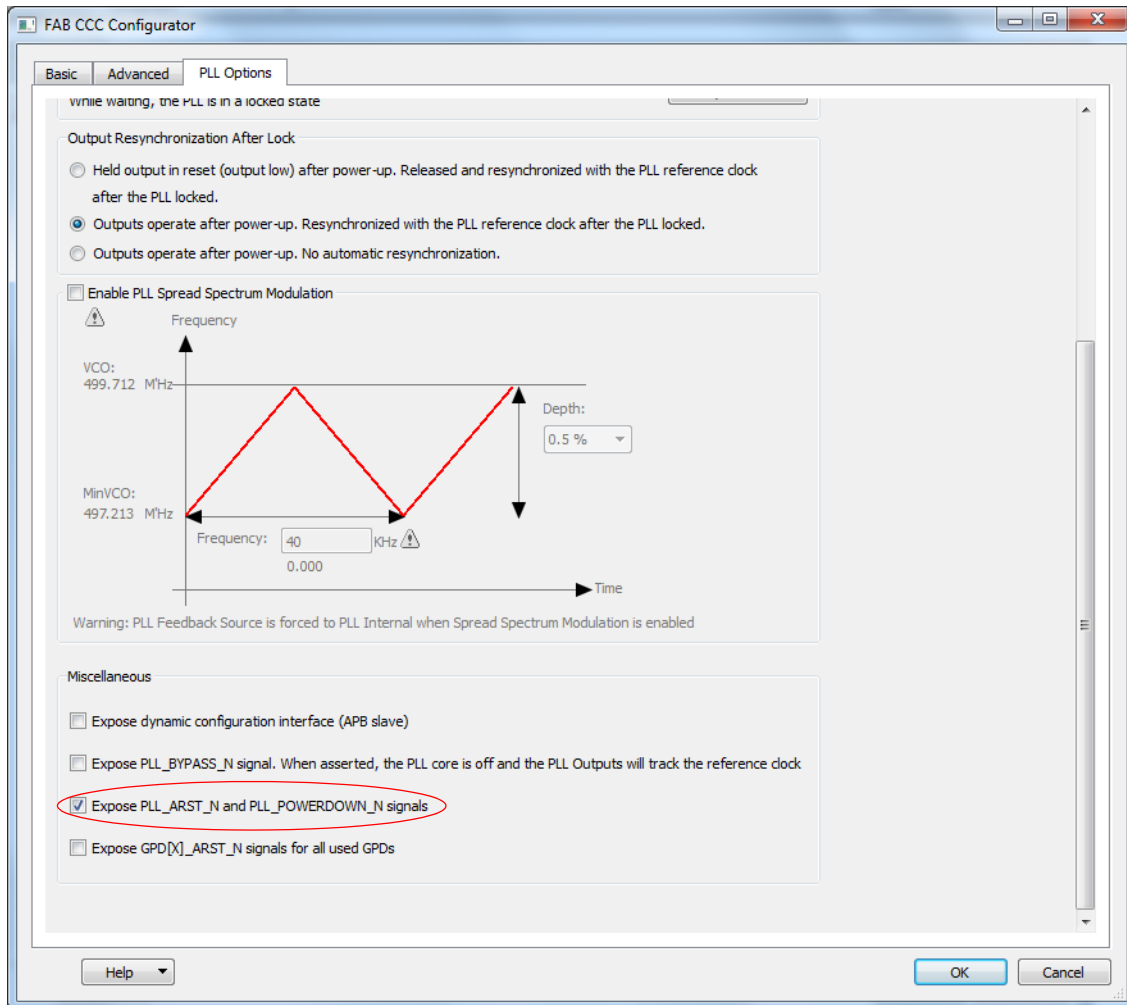 FAB CCC Configurator
Basic
Advanced
PLL Options
While waiting, the PLL is in a locked state
Output Resynchronization After Lock
Held output in reset (output low) after power-up. Released and resynchronized with the PLL reference clock
after the PLL locked.
Outputs operate after power-up. Resynchronized with the PLL reference clock after the PLL locked.
Outputs operate after power-up. No automatic resynchronization.
Enable PLL Spread Spectrum Modulation
Frequency
VCO:
499.712 M'Hz
Depth:
0.5 %
MinVCO:
497.213 M'Hz
Frequency: 40 KHz
0.000
Time
Warning: PLL Feedback Source is forced to PLL Internal when Spread Spectrum Modulation is enabled
Miscellaneous
Expose dynamic configuration interface (APB slave)
Expose PLL_BYPASS_N signal. When asserted, the PLL core is off and the PLL Outputs will track the reference clock
Expose PLL_ARST_N and PLL_POWERDOWN_N signals
Expose GPD[X]_ARST_N signals for all used GPDs
Help
OK
Cancel